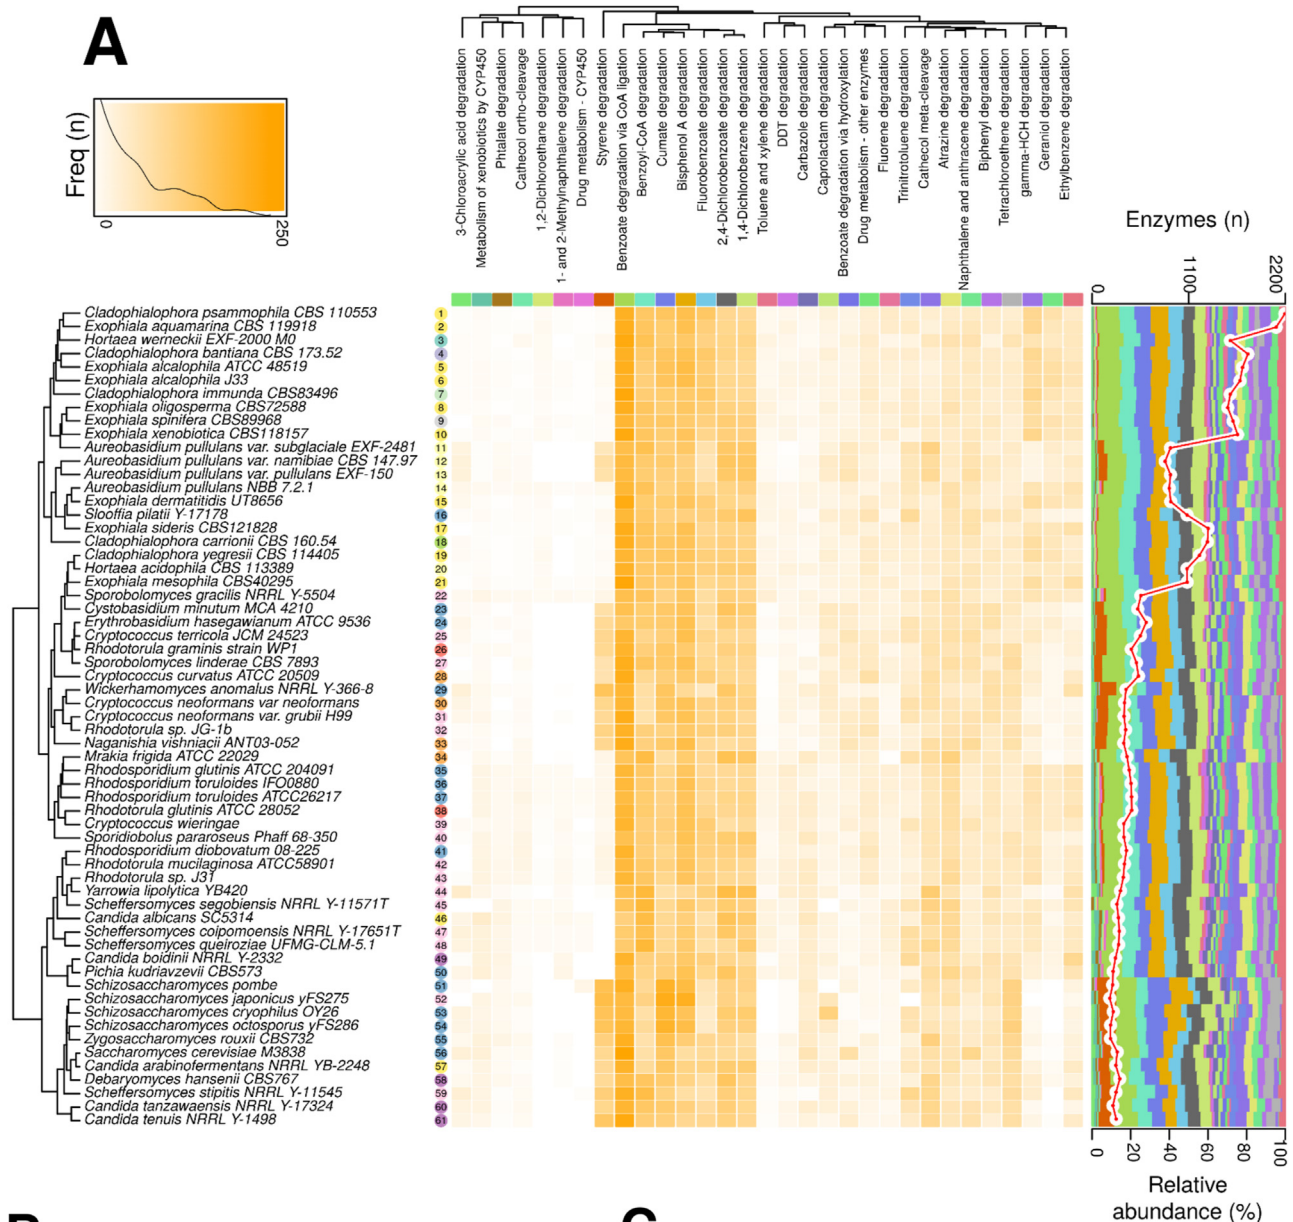 A
Freq (n)
0
250
3-Chloroacrylic acid degradation
Metabolism of xenobiotics by CYP450
Phtalate degradation
Cathecol ortho-cleavage
1,2-Dichloroethane degradation
1- and 2-Methylnaphthalene degradation
Drug metabolism - CYP450
Styrene degradation
Benzoate degradation via CoA ligation
Benzoyl-CoA degradation
Cumate degradation
Bisphenol A degradation
Fluorobenzoate degradation
2,4-Dichlorobenzoate degradation
1,4-Dichlorobenzene degradation
Toluene and xylene degradation
DDT degradation
Carbazole degradation
Caprolactam degradation
Benzoate degradation via hydroxylation
Drug metabolism - other enzymes
Fluorene degradation
Trinitrotoluene degradation
Cathecol meta-cleavage
Atrazine degradation
Naphthalene and anthracene degradation
Biphenyl degradation
Tetrachloroethene degradation
gamma-HCH degradation
Geraniol degradation
Ethylbenzene degradation
Enzymes (n)
0 1100 2200
Cladophialophora psammophila CBS 110553 1
Exophiala aquamarina CBS 119918 2
Hortaea werneckii EXF-2000 M0 3
Cladophialophora bantiana CBS 173.52 4
Exophiala alcalophila ATCC 48519 5
Exophiala alcalophila J33 6
Cladophialophora immunda CBS83496 7
Exophiala oligosperma CBS72588 8
Exophiala spinifera CBS89968 9
Exophiala xenobiotica CBS118157 10
Aureobasidium pullulans var. subglaciale EXF-2481 11
Aureobasidium pullulans var. namibiae CBS 147.97 12
Aureobasidium pullulans var. pullulans EXF-150 13
Aureobasidium pullulans NBB 7.2.1 14
Exophiala dermatitidis UT8656 15
Slooffia pilatii Y-17178 16
Exophiala sideris CBS121828 17
Cladophialophora carrionii CBS 160.54 18
Cladophialophora yegresii CBS 114405 19
Hortaea acidophila CBS 113389 20
Exophiala mesophila CBS40295 21
Sporobolomyces gracilis NRRL Y-5504 22
Cystobasidium minutum MCA 4210 23
Erythrobasidium hasegawianum ATCC 9536 24
Cryptococcus terricola JCM 24523 25
Rhodotorula graminis strain WP1 26
Sporobolomyces linderae CBS 7893 27
Cryptococcus curvatus ATCC 20509 28
Wickerhamomyces anomalus NRRL Y-366-8 29
Cryptococcus neoformans var neoformans 30
Cryptococcus neoformans var. grubii H99 31
Rhodotorula sp. JG-1b 32
Naganishia vishniacii ANT03-052 33
Mrakia frigida ATCC 22029 34
Rhodosporidium glutinis ATCC 204091 35
Rhodosporidium toruloides IFO0880 36
Rhodosporidium toruloides ATCC26217 37
Rhodotorula glutinis ATCC 28052 38
Cryptococcus wieringae 39
Sporidiobolus pararoseus Phaff 68-350 40
Rhodosporidium diobovatum 08-225 41
Rhodotorula mucilaginosa ATCC58901 42
Rhodotorula sp. J31 43
Yarrowia lipolytica YB420 44
Scheffersomyces segobiensis NRRL Y-11571T 45
Candida albicans SC5314 46
Scheffersomyces coipomoensis NRRL Y-17651T 47
Scheffersomyces queiroziae UFMG-CLM-5.1 48
Candida boidinii NRRL Y-2332 49
Pichia kudriavzevii CBS573 50
Schizosaccharomyces pombe 51
Schizosaccharomyces japonicus yFS275 52
Schizosaccharomyces cryophilus OY26 53
Schizosaccharomyces octosporus yFS286 54
Zygosaccharomyces rouxii CBS732 55
Saccharomyces cerevisiae M3838 56
Candida arabinofermentans NRRL YB-2248 57
Debaryomyces hansenii CBS767 58
Scheffersomyces stipitis NRRL Y-11545 59
Candida tanzawaensis NRRL Y-17324 60
Candida tenuis NRRL Y-1498 61
0 20 40 60 80 100
Relative
abundance (%)